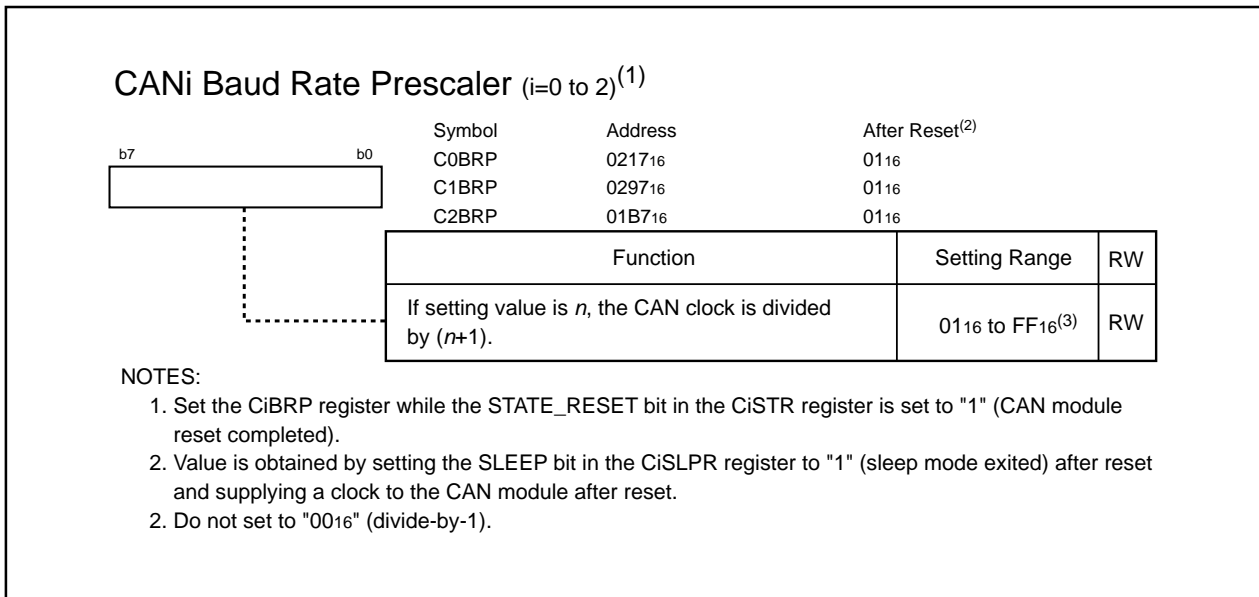 CANi Baud Rate Prescaler (i=0 to 2)(1)
Symbol Address After Reset(2)
b7 b0
C0BRP 021716 0116
C1BRP 029716 0116
C2BRP 01B716 0116
Function Setting Range RW
If setting value is n, the CAN clock is divided
by (n+1).
0116 to FF16(3) RW
NOTES:
1. Set the CiBRP register while the STATE_RESET bit in the CiSTR register is set to "1" (CAN module
reset completed).
2. Value is obtained by setting the SLEEP bit in the CiSLPR register to "1" (sleep mode exited) after reset
and supplying a clock to the CAN module after reset.
2. Do not set to "0016" (divide-by-1).